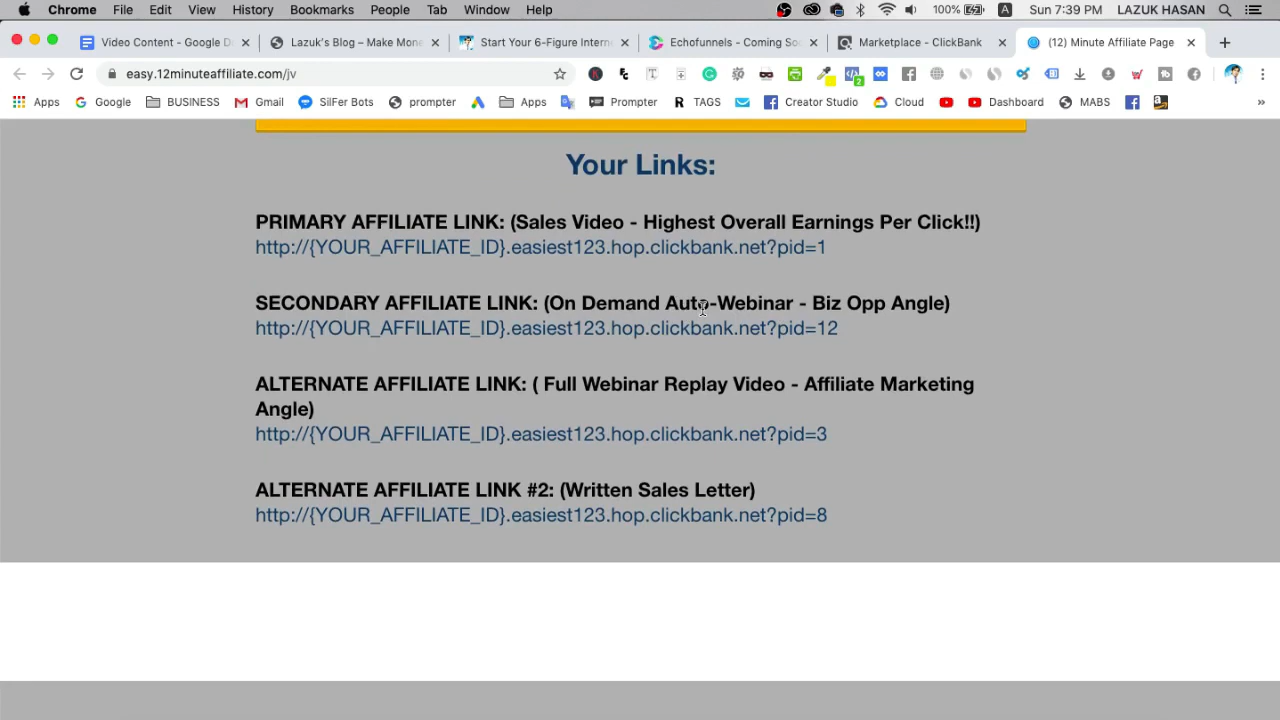 Chrome File Edit View History Bookmarks People Tab Window Help 100% A Sun 7:39 PM LAZUK HASAN
Video Content - Google D Lazuk's Blog – Make Mone Start Your 6-Figure Intern Echofunnels - Coming Soo Marketplace - ClickBank (12) Minute Affiliate Page
easy.12minuteaffiliate.com/jv
Apps Google BUSINESS Gmail SilFer Bots prompter Apps Prompter R TAGS Creator Studio Cloud Dashboard MABS
Your Links:
PRIMARY AFFILIATE LINK: (Sales Video - Highest Overall Earnings Per Click!!)
http://{YOUR_AFFILIATE_ID}.easiest123.hop.clickbank.net?pid=1
SECONDARY AFFILIATE LINK: (On Demand Auto-Webinar - Biz Opp Angle)
http://{YOUR_AFFILIATE_ID}.easiest123.hop.clickbank.net?pid=12
ALTERNATE AFFILIATE LINK: ( Full Webinar Replay Video - Affiliate Marketing
Angle)
http://{YOUR_AFFILIATE_ID}.easiest123.hop.clickbank.net?pid=3
ALTERNATE AFFILIATE LINK #2: (Written Sales Letter)
http://{YOUR_AFFILIATE_ID}.easiest123.hop.clickbank.net?pid=8